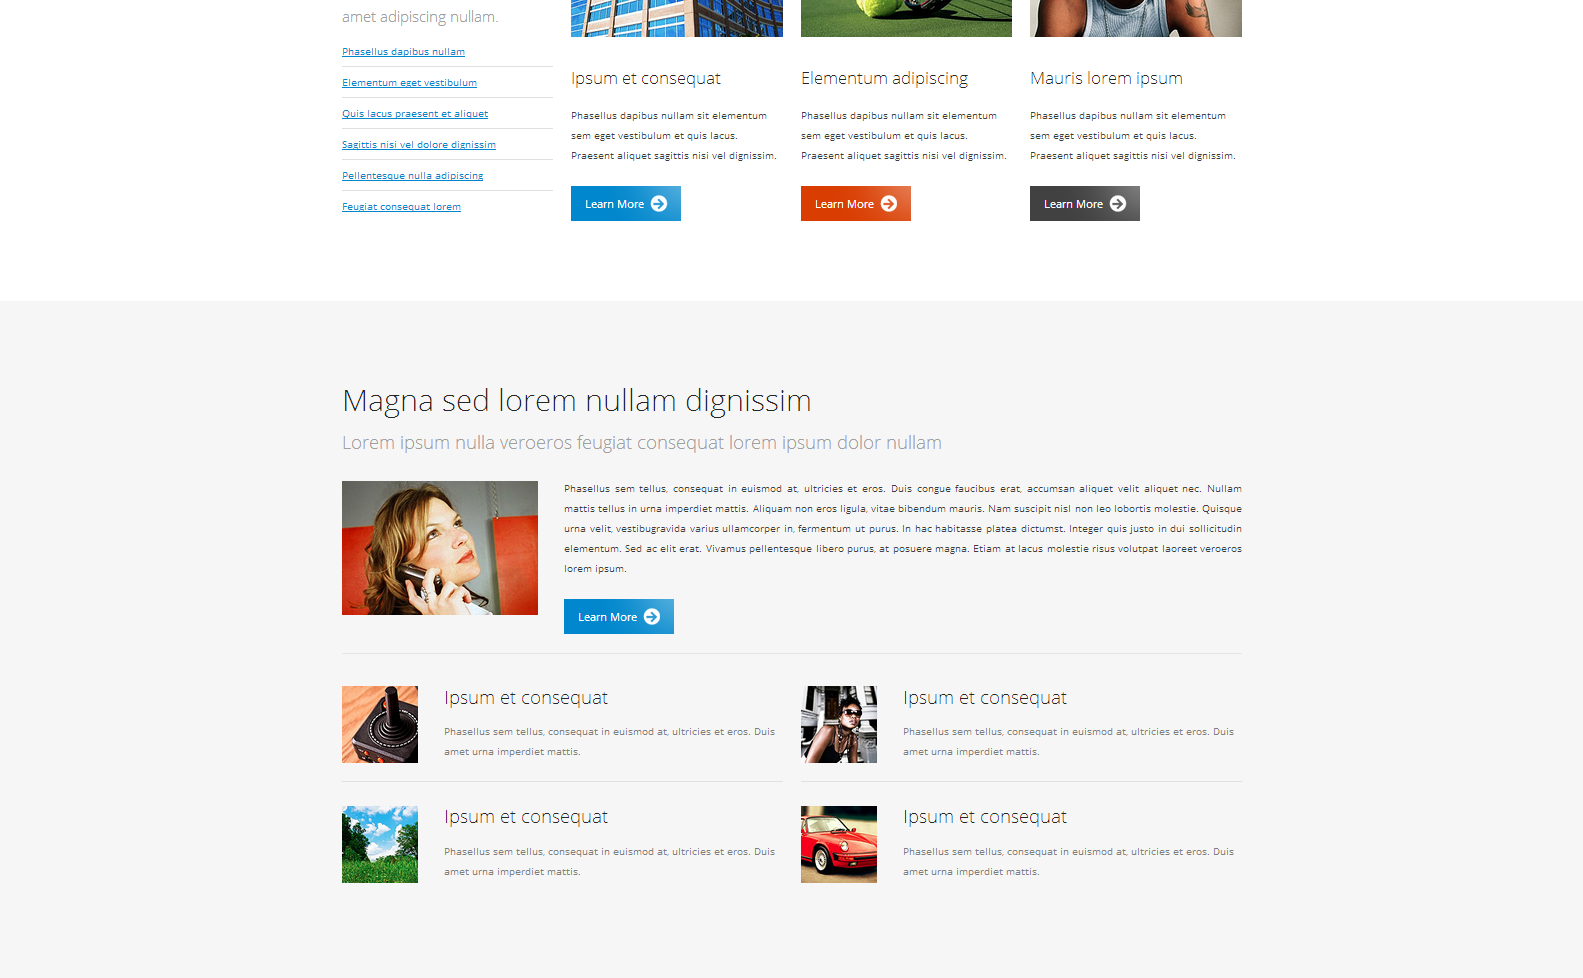 amet adipiscing nullam.
Phasellus dapibus nullam
Elementum eget vestibulum
Quis lacus praesent et aliquet
Sagittis nisi vel dolore dignissim
Pellentesque nulla adipiscing
Feugiat consequat lorem
Ipsum et consequat
Phasellus dapibus nullam sit elementum
sem eget vestibulum et quis lacus.
Praesent aliquet sagittis nisi vel dignissim.
Learn More
Elementum adipiscing
Phasellus dapibus nullam sit elementum
sem eget vestibulum et quis lacus.
Praesent aliquet sagittis nisi vel dignissim.
Learn More
Mauris lorem ipsum
Phasellus dapibus nullam sit elementum
sem eget vestibulum et quis lacus.
Praesent aliquet sagittis nisi vel dignissim.
Learn More
Magna sed lorem nullam dignissim
Lorem ipsum nulla veroeros feugiat consequat lorem ipsum dolor nullam
Phasellus sem tellus, consequat in euismod at, ultricies et eros. Duis congue faucibus erat, accumsan aliquet velit aliquet nec. Nullam
mattis tellus in urna imperdiet mattis. Aliquam non eros ligula, vitae bibendum mauris. Nam suscipit nisl non leo lobortis molestie. Quisque
urna velit, vestibugravida varius ullamcorper in, fermentum ut purus. In hac habitasse platea dictumst. Integer quis justo in dui sollicitudin
elementum. Sed ac elit erat. Vivamus pellentesque libero purus, at posuere magna. Etiam at lacus molestie risus volutpat laoreet veroeros
lorem ipsum.
Learn More
Ipsum et consequat
Phasellus sem tellus, consequat in euismod at, ultricies et eros. Duis
amet urna imperdiet mattis.
Ipsum et consequat
Phasellus sem tellus, consequat in euismod at, ultricies et eros. Duis
amet urna imperdiet mattis.
Ipsum et consequat
Phasellus sem tellus, consequat in euismod at, ultricies et eros. Duis
amet urna imperdiet mattis.
Ipsum et consequat
Phasellus sem tellus, consequat in euismod at, ultricies et eros. Duis
amet urna imperdiet mattis.